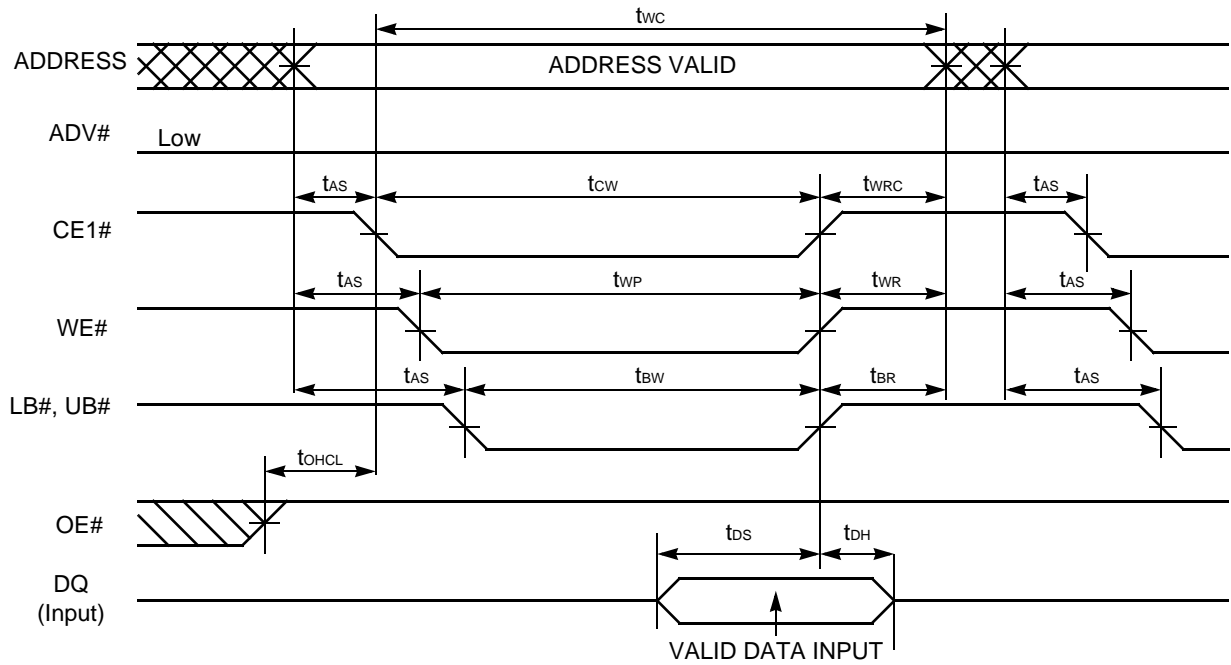 tWC
ADDRESS
ADDRESS VALID
ADV#
Low
tAS
tCW
tWRC
tAS
CE1#
tAS
tWP
tWR
tAS
WE#
tAS
tBW
tBR
tAS
LB#, UB#
tOHCL
OE#
tDS
tDH
DQ
(Input)
VALID DATA INPUT